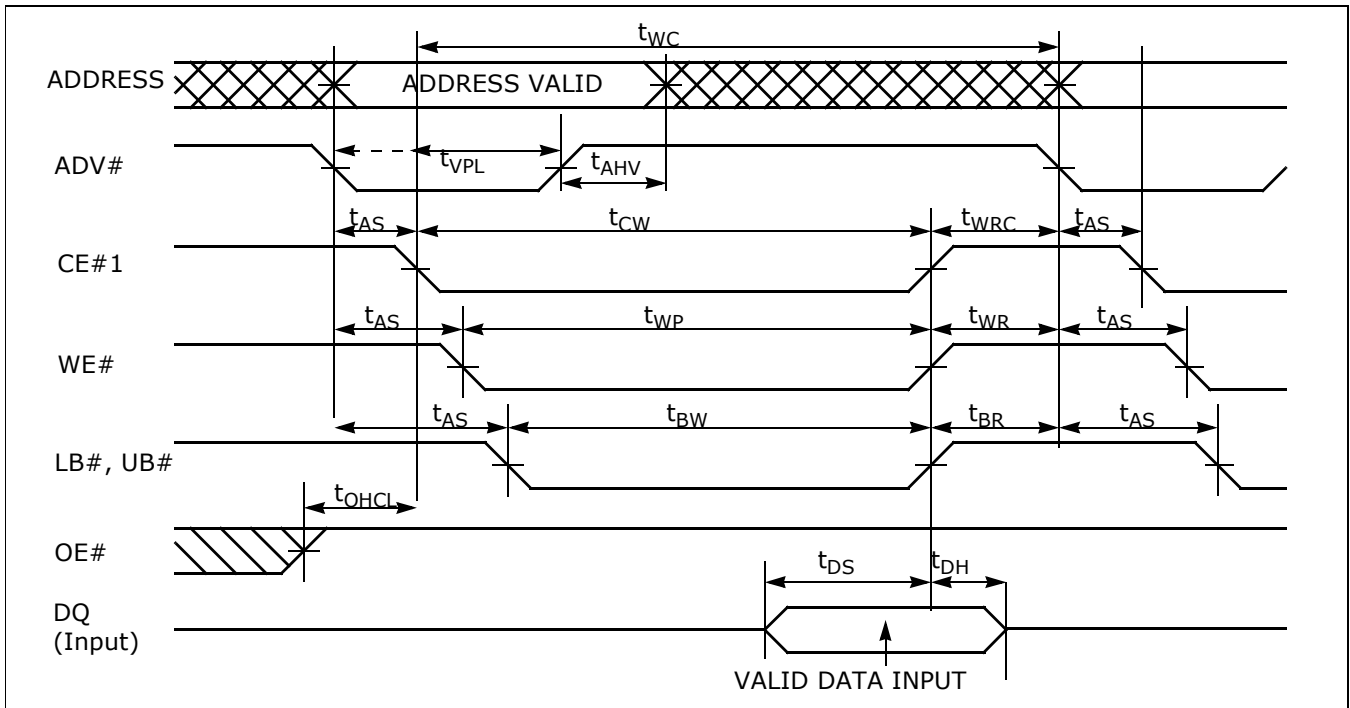 tWC
ADDRESS
ADDRESS VALID
ADV#
tVPL
tAHV
tAS
tCW
tWRC
tAS
CE#1
tAS
tWP
tWR
tAS
WE#
tAS
tBW
tBR
tAS
LB#, UB#
tOHCL
OE#
tDS
tDH
DQ
(Input)
VALID DATA INPUT